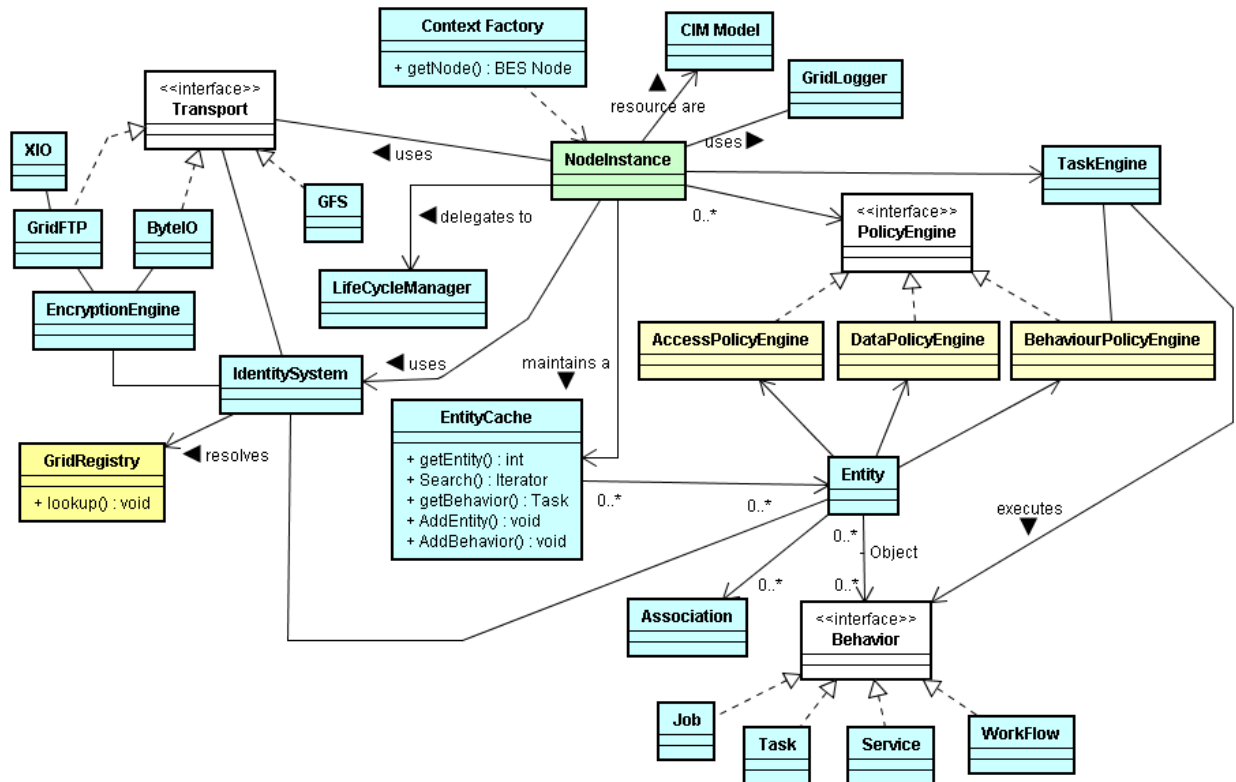 Context Factory
+ getNode() : BES Node
CIM Model
GridLogger
<<interface>>
Transport
resource are
XIO
uses
NodeInstance
uses
TaskEngine
GridFTP
ByteIO
GFS
delegates to
0..*
<<interface>>
PolicyEngine
LifeCycleManager
EncryptionEngine
AccessPolicyEngine
DataPolicyEngine
BehaviourPolicyEngine
IdentitySystem
uses
maintains a
EntityCache
+ getEntity() : int
+ Search() : Iterator
+ getBehavior() : Task
+ AddEntity() : void
+ AddBehavior() : void
GridRegistry
+ lookup() : void
resolves
Entity
0..*
0..*
executes
0..*
- Object
0..*
0..*
Association
<<interface>>
Behavior
Job
Task
Service
WorkFlow